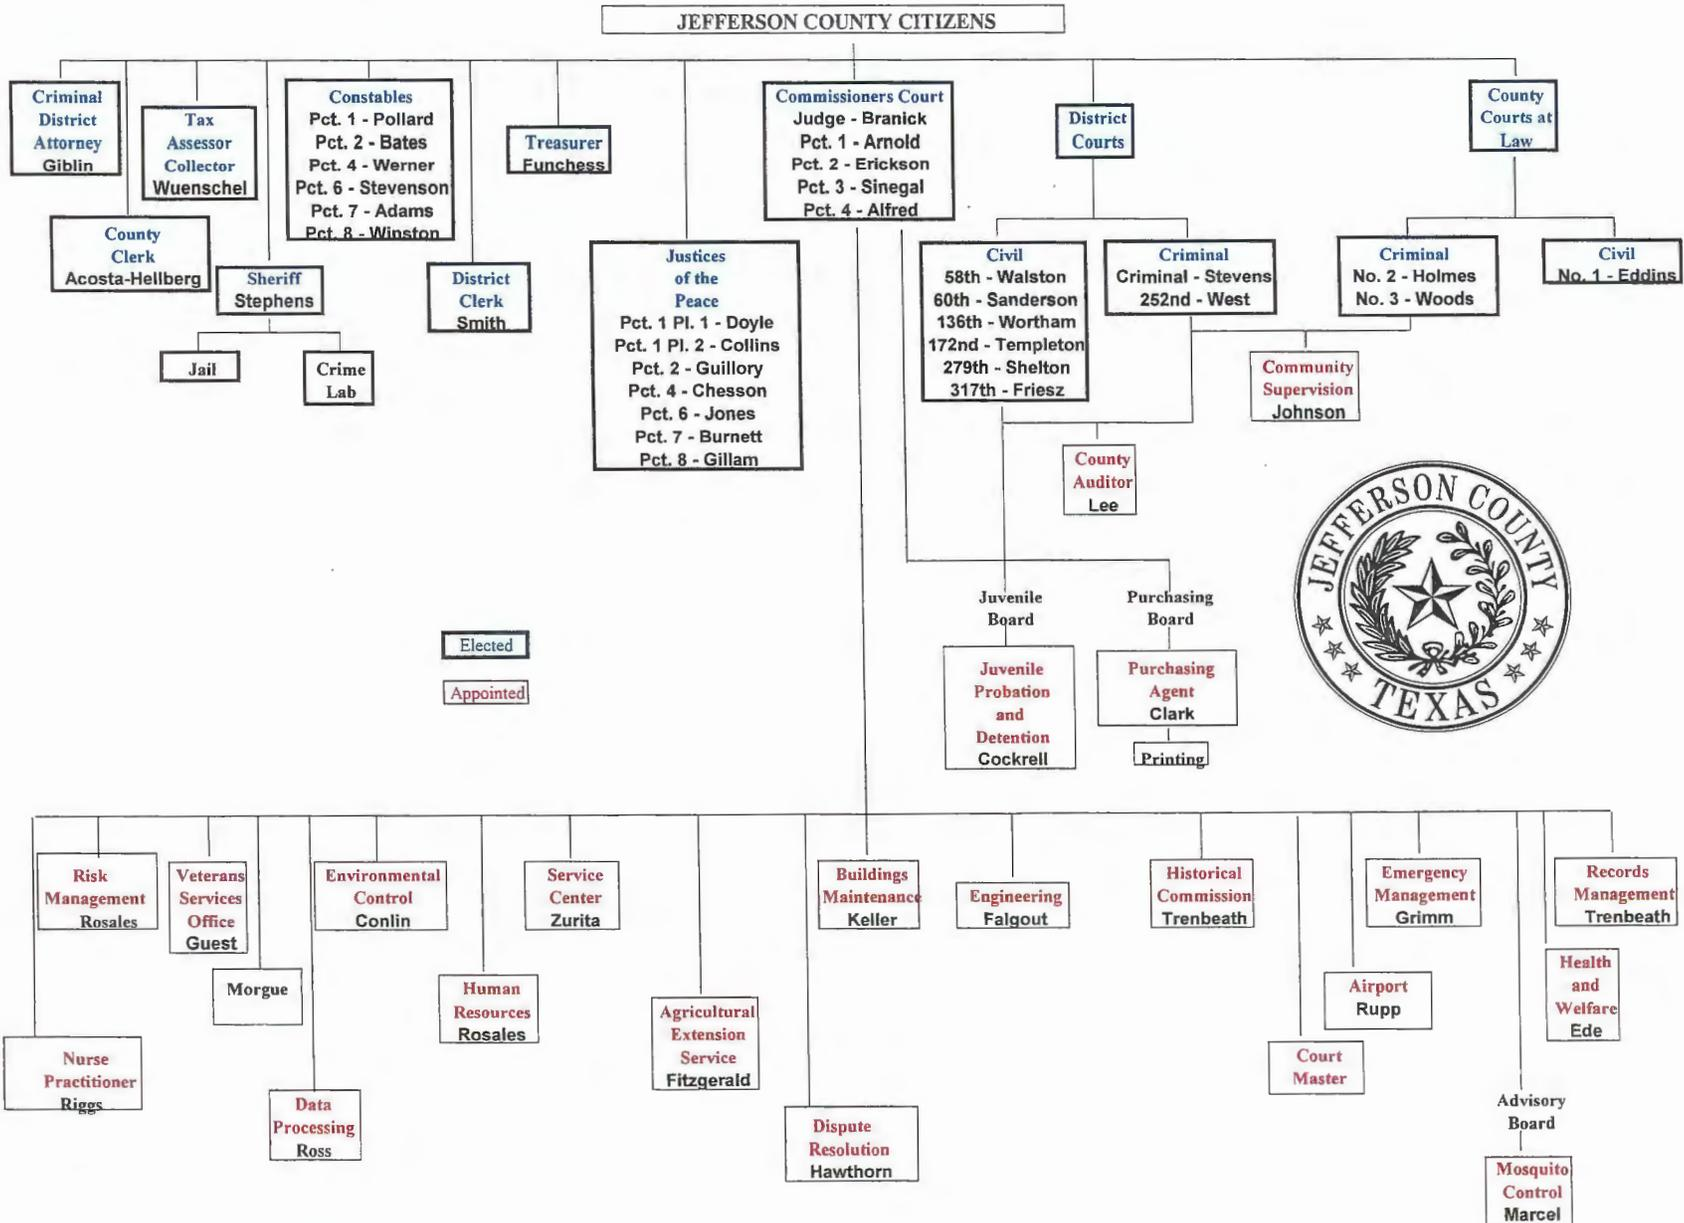 JEFFERSON COUNTY CITIZENS
Criminal
District
Attorney
Giblin
County
Clerk
Acosta-Hellberg
Tax
Assessor
Collector
Wuenschel
Sheriff
Stephens
Jail
Crime
Lab
Constables
Pct. 1 - Pollard
Pct. 2 - Bates
Pct. 4 - Werner
Pct. 6 - Stevenson
Pct. 7 - Adams
Pct. 8 - Winston
District
Clerk
Smith
Treasurer
Funchess
Justices
of the
Peace
Pct. 1 Pl. 1 - Doyle
Pct. 1 Pl. 2 - Collins
Pct. 2 - Guillory
Pct. 4 - Chesson
Pct. 6 - Jones
Pct. 7 - Burnett
Pct. 8 - Gillam
Commissioners Court
Judge - Branick
Pct. 1 - Arnold
Pct. 2 - Erickson
Pct. 3 - Sinegal
Pct. 4 - Alfred
District
Courts
Civil
58th - Walston
60th - Sanderson
136th - Wortham
172nd - Templeton
279th - Shelton
317th - Friesz
Criminal
Criminal - Stevens
252nd - West
County
Courts at
Law
Criminal
No. 2 - Holmes
No. 3 - Woods
Civil
No. 1 - Eddins
Community
Supervision
Johnson
County
Auditor
Lee
JEFFERSON COUNTY
TEXAS
Elected
Appointed
Juvenile
Board
Juvenile
Probation
and
Detention
Cockrell
Purchasing
Board
Purchasing
Agent
Clark
Printing
Risk
Management
Rosales
Veterans
Services
Office
Guest
Environmental
Control
Conlin
Service
Center
Zurita
Buildings
Maintenance
Keller
Engineering
Falgout
Historical
Commission
Trenbeath
Emergency
Management
Grimm
Records
Management
Trenbeath
Morgue
Human
Resources
Rosales
Agricultural
Extension
Service
Fitzgerald
Airport
Rupp
Health
and
Welfare
Ede
Nurse
Practitioner
Riggs
Data
Processing
Ross
Dispute
Resolution
Hawthorn
Court
Master
Advisory
Board
Mosquito
Control
Marcel